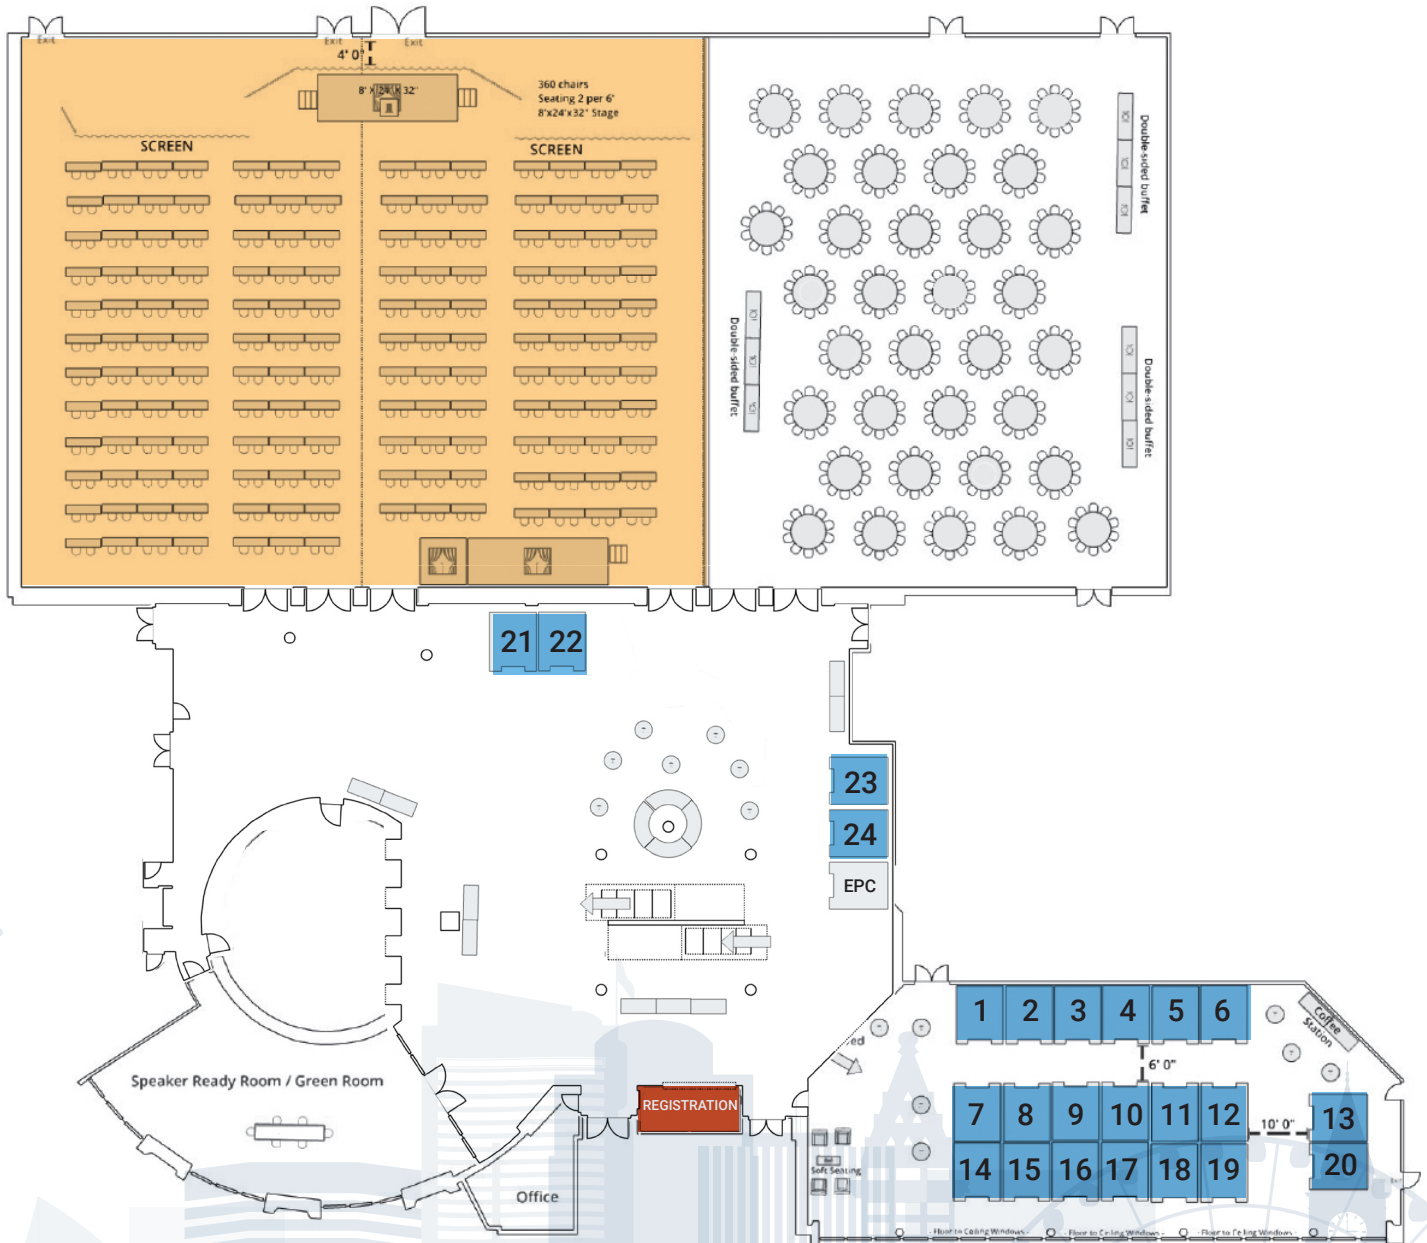 Exit
Exit
Exit
4' 0"
360 chairs
Seating 2 per 6'
8'x24'x32" Stage
8' x 24' x 32"
SCREEN
SCREEN
Double-sided buffet
Double-sided buffet
Double-sided buffet
21
22
23
24
EPC
1
2
3
4
5
6
Coffee
Station
6' 0"
7
8
9
10
11
12
10' 0"
13
14
15
16
17
18
19
20
Speaker Ready Room / Green Room
REGISTRATION
Soft Seating
Office
- Floor to Ceiling Windows -
- Floor to Ceiling Windows -
- Floor to Ceiling Windows -